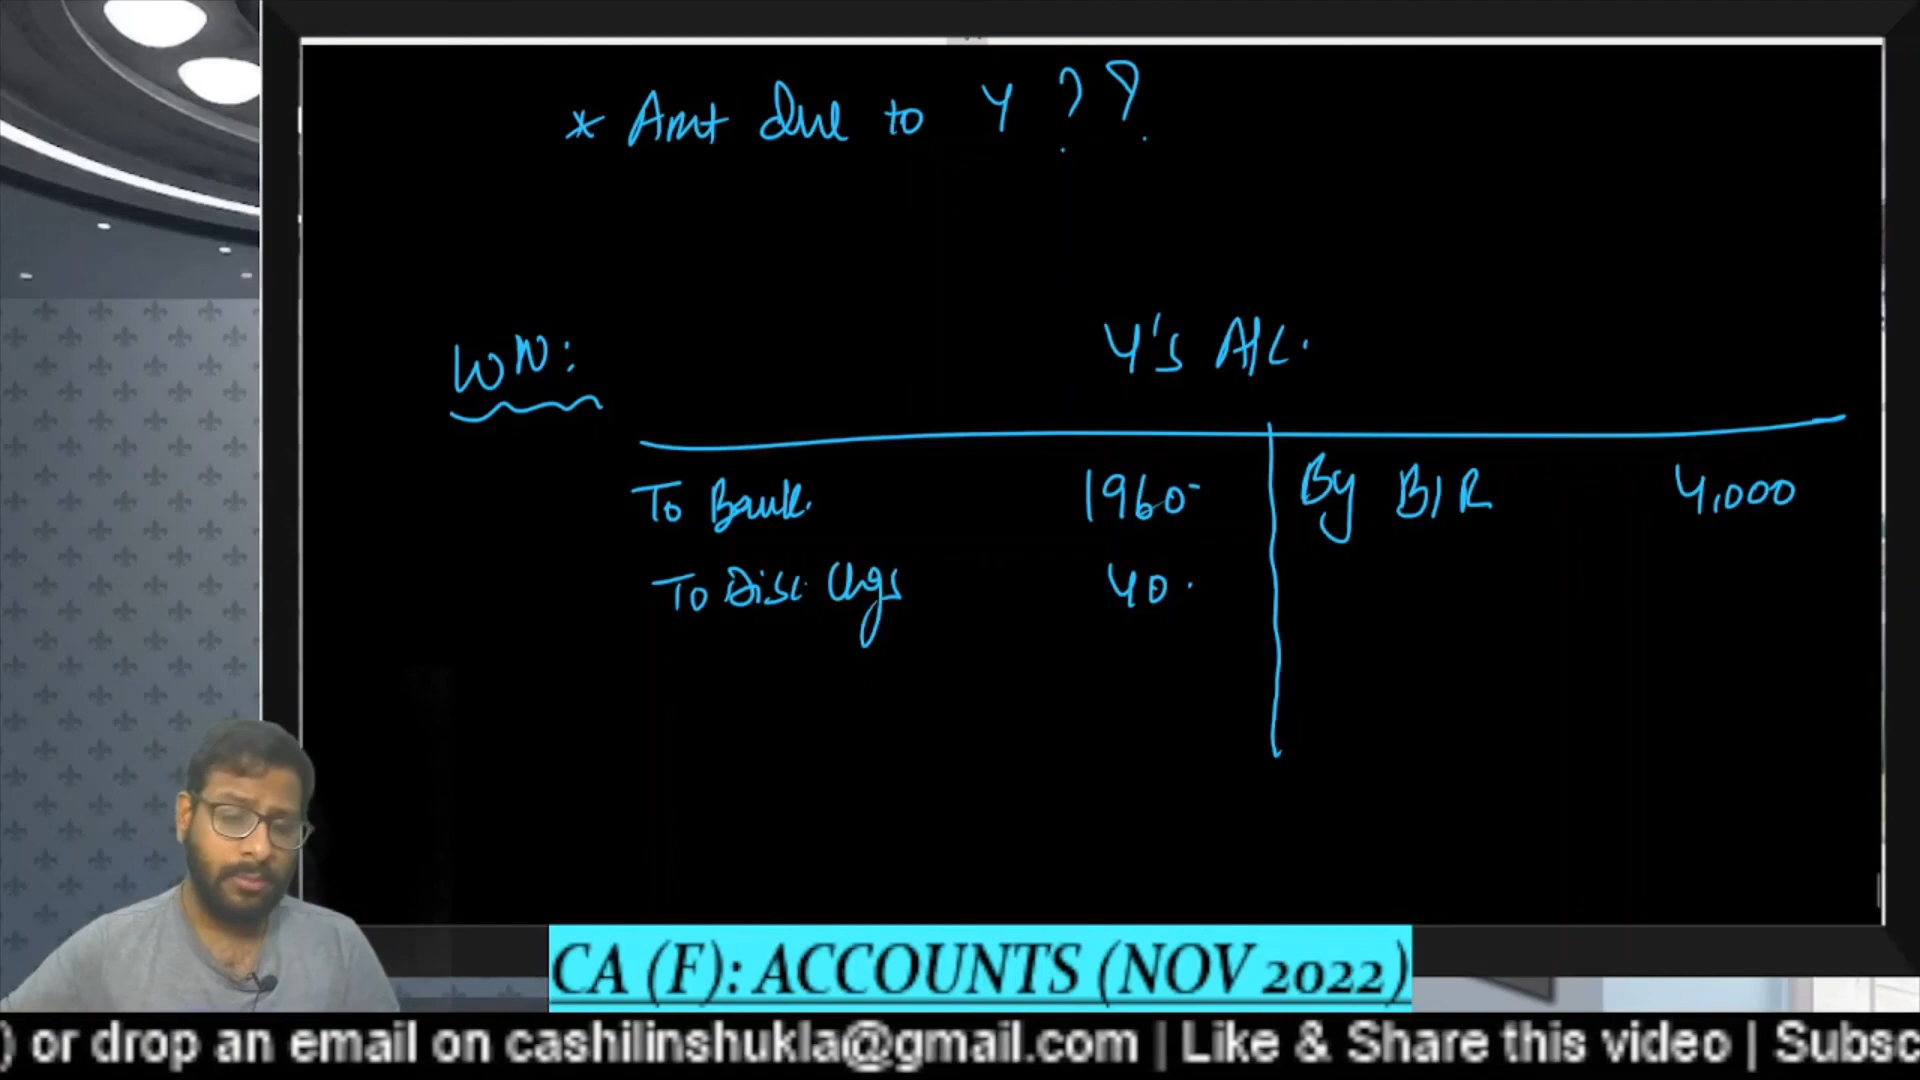 * Amt due to Y ??
WN:
Y's A/c.
To Bank. 1960 By B/R 4,000
To Disc. Chgs 40.
CA (F): ACCOUNTS (NOV 2022)
) or drop an email on cashilinshukla@gmail.com | Like & Share this video | Subsc